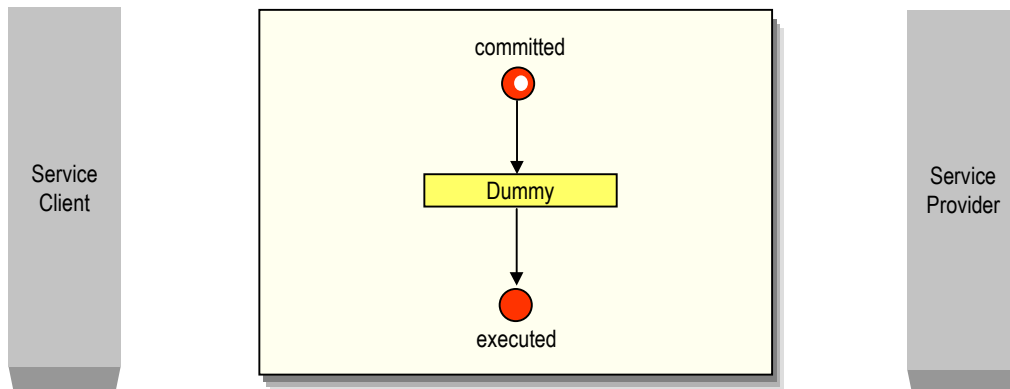 committed
Service
Client
Dummy
Service
Provider
executed